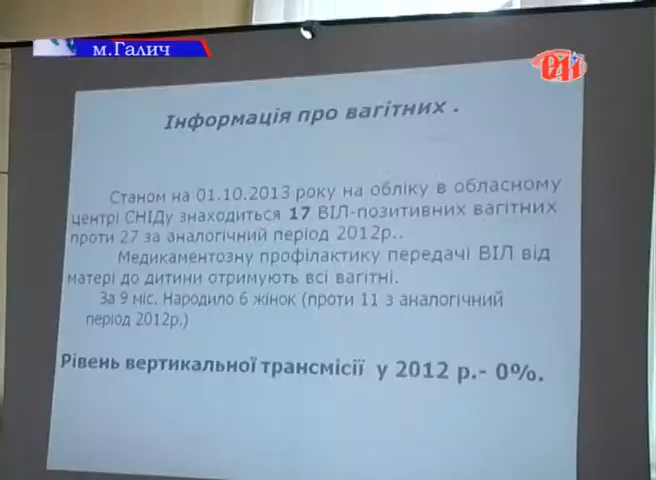 м.Галич
Інформація про вагітних .
Станом на 01.10.2013 року на обліку в обласному
центрі СНІДу знаходиться 17 ВІЛ-позитивних вагітних
проти 27 за аналогічний період 2012р..
Медикаментозну профілактику передачі ВІЛ від
матері до дитини отримують всі вагітні.
За 9 міс. Народило 6 жінок (проти 11 з аналогічний
період 2012р.)
Рівень вертикальної трансмісії у 2012 р.- 0%.